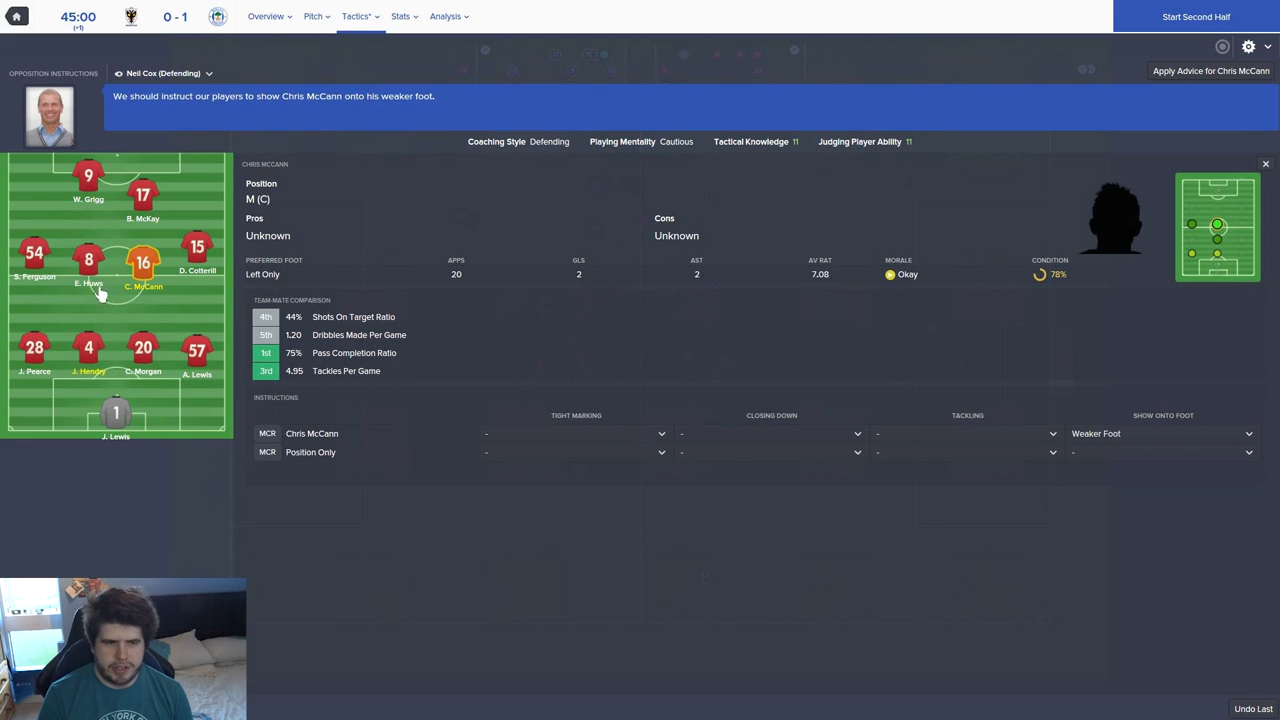 45:00
(+1)
0 - 1
Overview
Pitch
Tactics*
Stats
Analysis
Start Second Half
OPPOSITION INSTRUCTIONS
Neil Cox (Defending)
Apply Advice for Chris McCann
We should instruct our players to show Chris McCann onto his weaker foot.
Coaching Style Defending
Playing Mentality Cautious
Tactical Knowledge 11
Judging Player Ability 11
9
W. Grigg
17
B. McKay
54
S. Ferguson
8
E. Huws
16
C. McCann
15
D. Cotterill
28
J. Pearce
4
J. Hendry
20
C. Morgan
57
A. Lewis
1
J. Lewis
CHRIS MCCANN
Position
M (C)
Pros
Unknown
Cons
Unknown
PREFERRED FOOT
APPS
GLS
AST
AV RAT
MORALE
CONDITION
Left Only
20
2
2
7.08
Okay
78%
TEAM-MATE COMPARISON
4th 44% Shots On Target Ratio
5th 1.20 Dribbles Made Per Game
1st 75% Pass Completion Ratio
3rd 4.95 Tackles Per Game
INSTRUCTIONS
TIGHT MARKING
CLOSING DOWN
TACKLING
SHOW ONTO FOOT
MCR Chris McCann - - - Weaker Foot
MCR Position Only - - - -
Undo Last